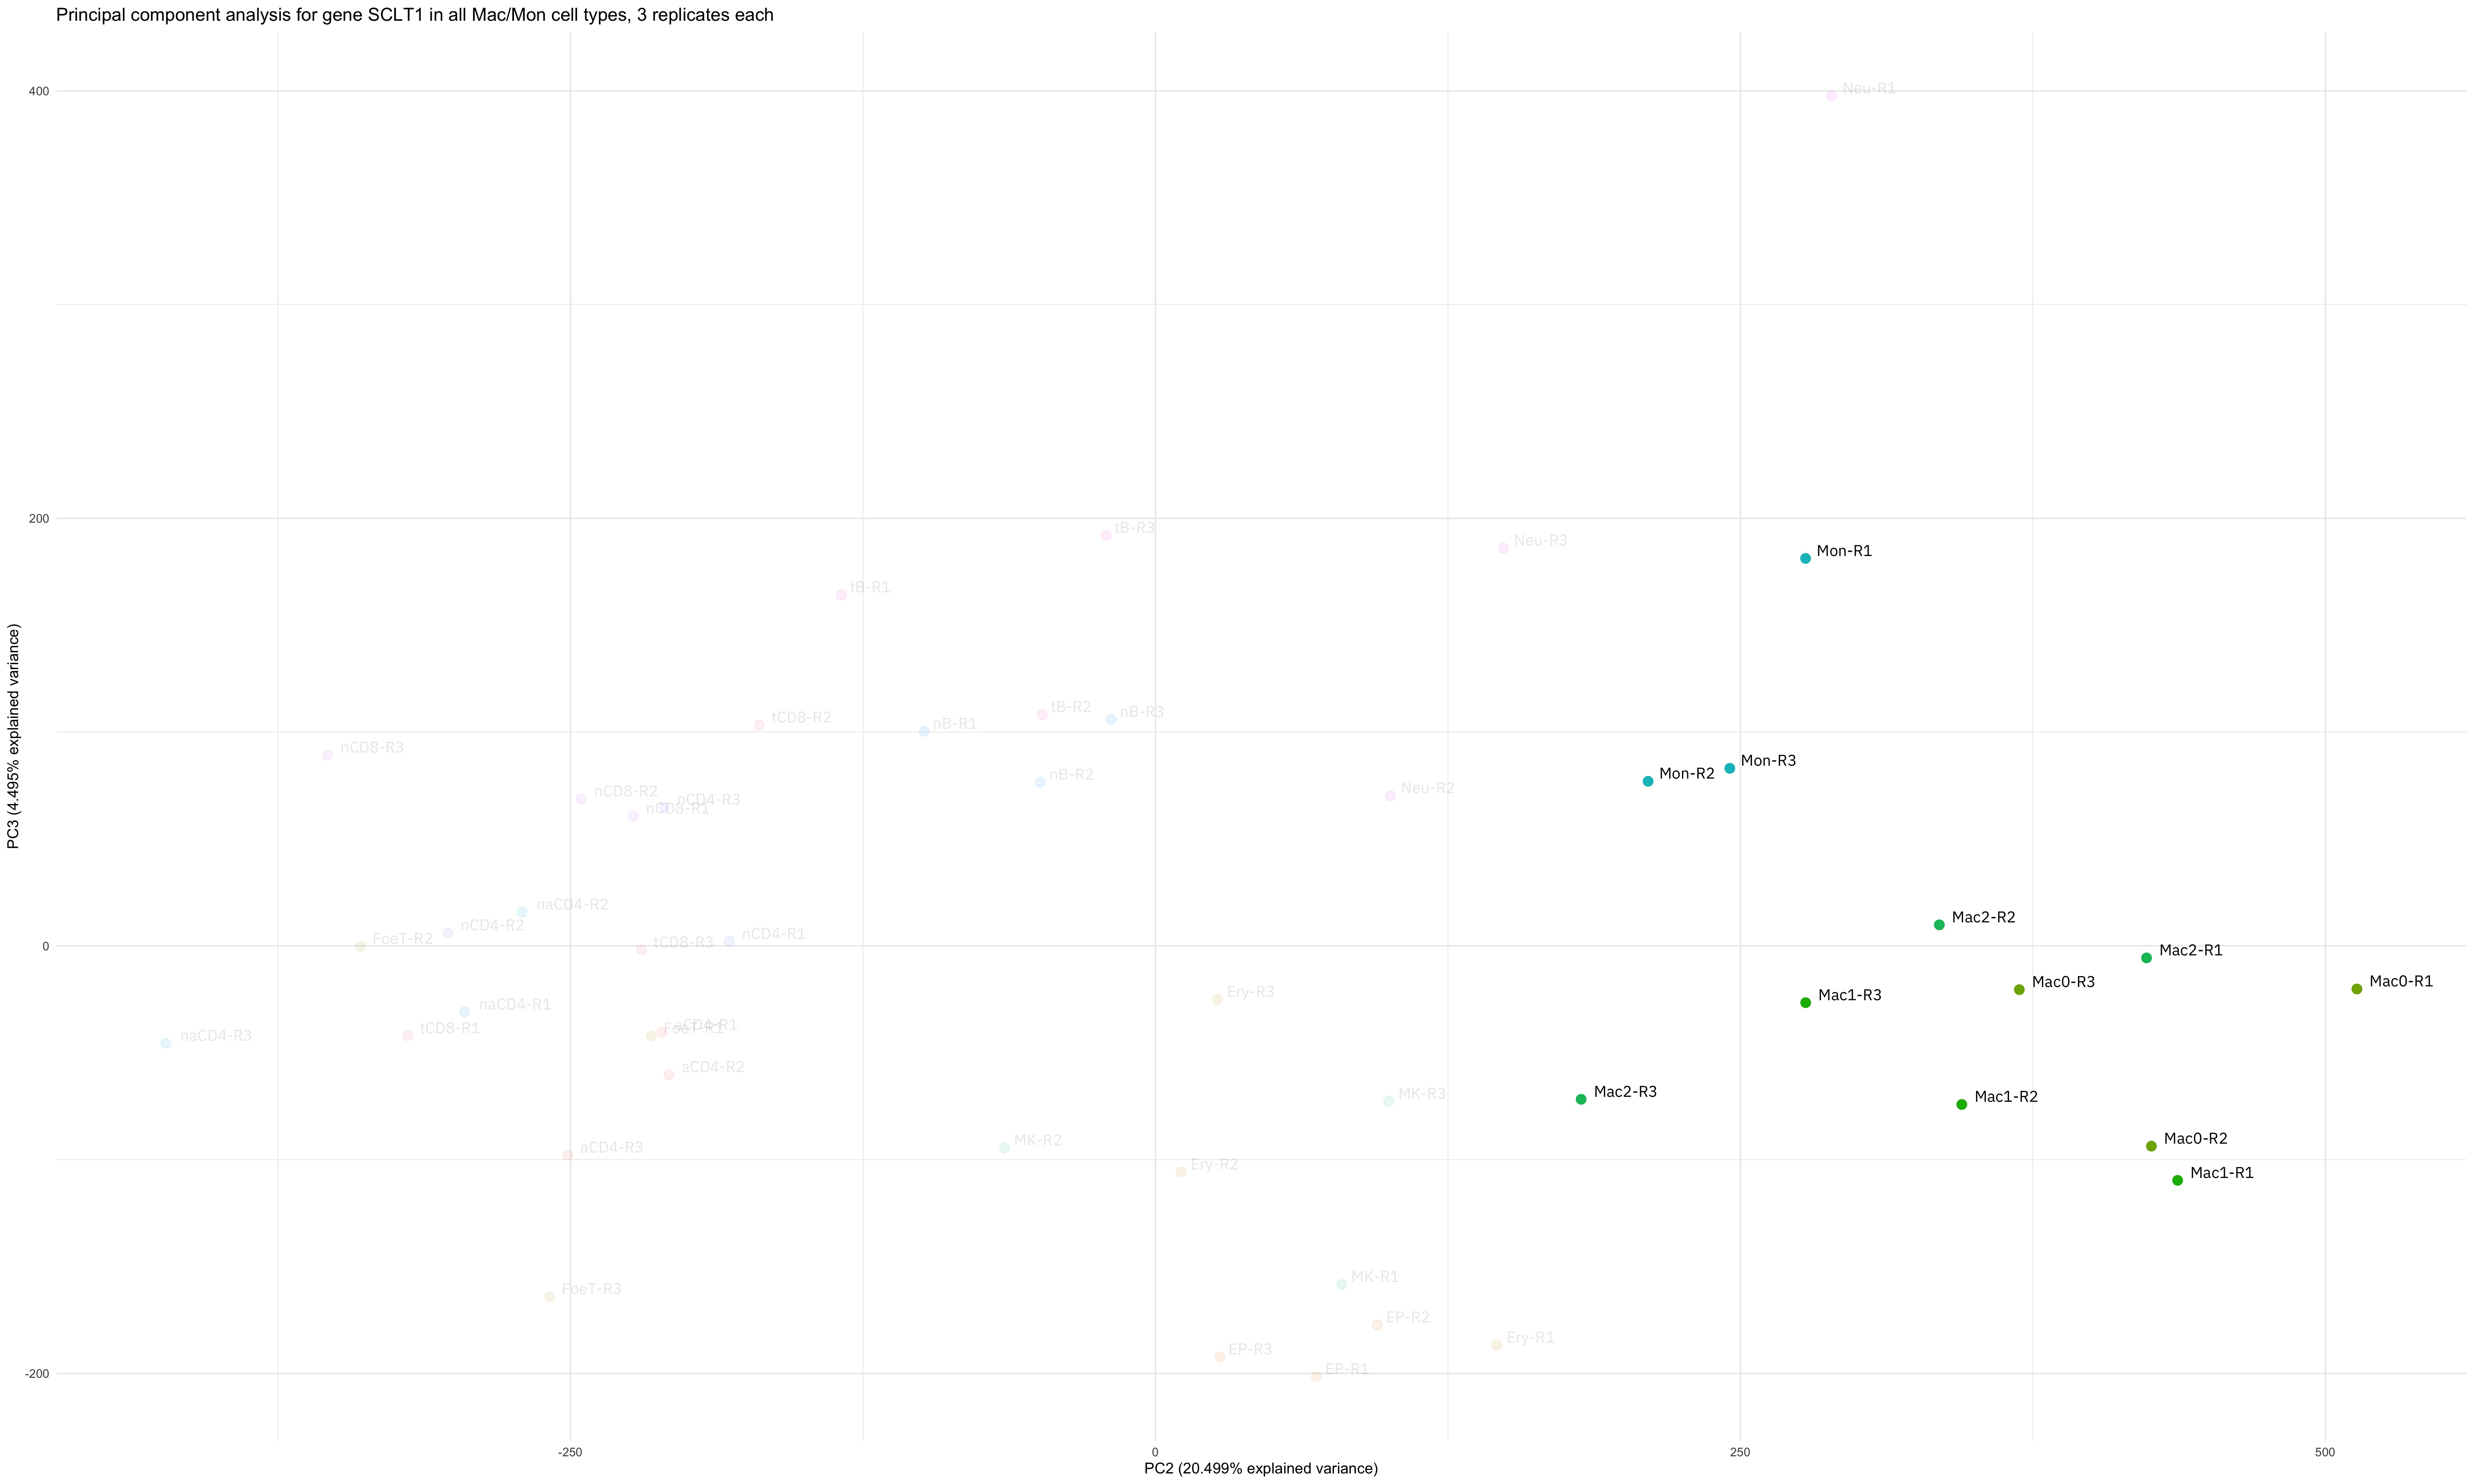 Principal component analysis for gene SCLT1 in all Mac/Mon cell types, 3 replicates each
400
Neu-R1
200
tB-R3
Neu-R3
Mon-R1
tB-R1
tB-R2
nB-R3
tCD8-R2
nB-R1
nCD8-R3
Mon-R3
nB-R2
Mon-R2
Neu-R2
nCD8-R2
nCD4-R3
nCD8-R1
naCD4-R2
Mac2-R2
nCD4-R2
nCD4-R1
FoeT-R2
0
tCD8-R3
Mac2-R1
Mac0-R1
Mac0-R3
Ery-R3
Mac1-R3
naCD4-R1
aCD4-R1
FoeT-R1
tCD8-R1
naCD4-R3
aCD4-R2
Mac2-R3
MK-R3
Mac1-R2
Mac0-R2
MK-R2
aCD4-R3
Ery-R2
Mac1-R1
MK-R1
FoeT-R3
EP-R2
Ery-R1
EP-R3
EP-R1
-200
-250
0
250
500
PC2 (20.499% explained variance)
PC3 (4.495% explained variance)